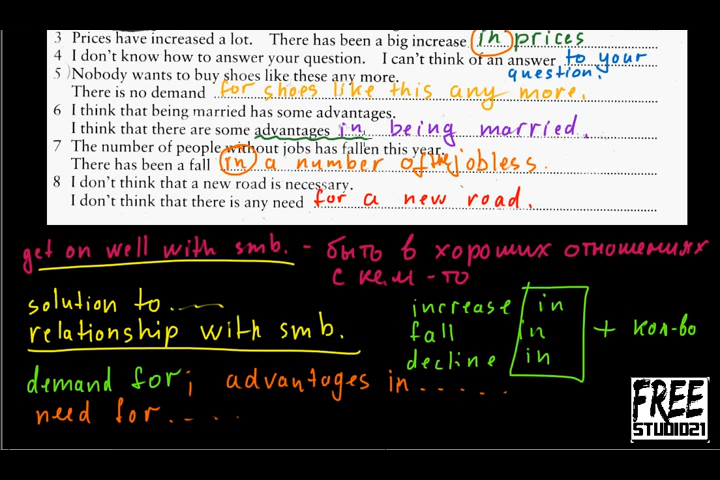 3 Prices have increased a lot. There has been a big increase in prices
4 I don't know how to answer your question. I can't think of an answer to your question.
5) Nobody wants to buy shoes like these any more.
There is no demand for shoes like this any more.
6 I think that being married has some advantages.
I think that there are some advantages in being married.
7 The number of people without jobs has fallen this year.
There has been a fall in a number of the jobless.
8 I don't think that a new road is necessary.
I don't think that there is any need for a new road.
get on well with smb. - быть в хороших отношениях
с кем-то
solution to...
relationship with smb.
increase in
fall in
decline in
+ кол-во
demand for; advantages in.....
need for.....
FREE
STUDIO21